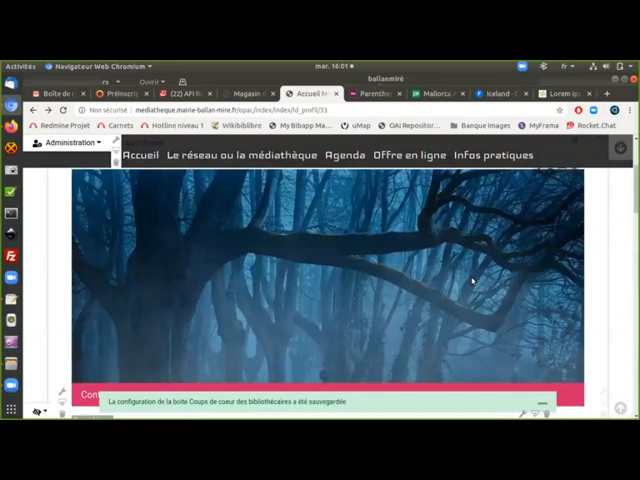 Activités
Navigateur Web Chromium
mar. 16:01
fr
ballanmiré
Ouvrir
Boîte de
Préinscrip
(22) AFI
Magasin d
Accueil M
Parenthes
Mallorca
Iceland -
Lorem ips
Non sécurisé
mediatheque.mairie-ballan-mire.fr/opac/index/index/id_profil/33
Redmine Projet
Carnets
Hotline niveau 1
Wikibiblibre
My Bibapp
uMap
OAI Repositor...
Banque images
MyFrama
Rocket.Chat
Administration
Accueil
Le réseau ou la médiathèque
Agenda
Offre en ligne
Infos pratiques
La configuration de la boite Coups de coeur des bibliothécaires a été sauvegardée